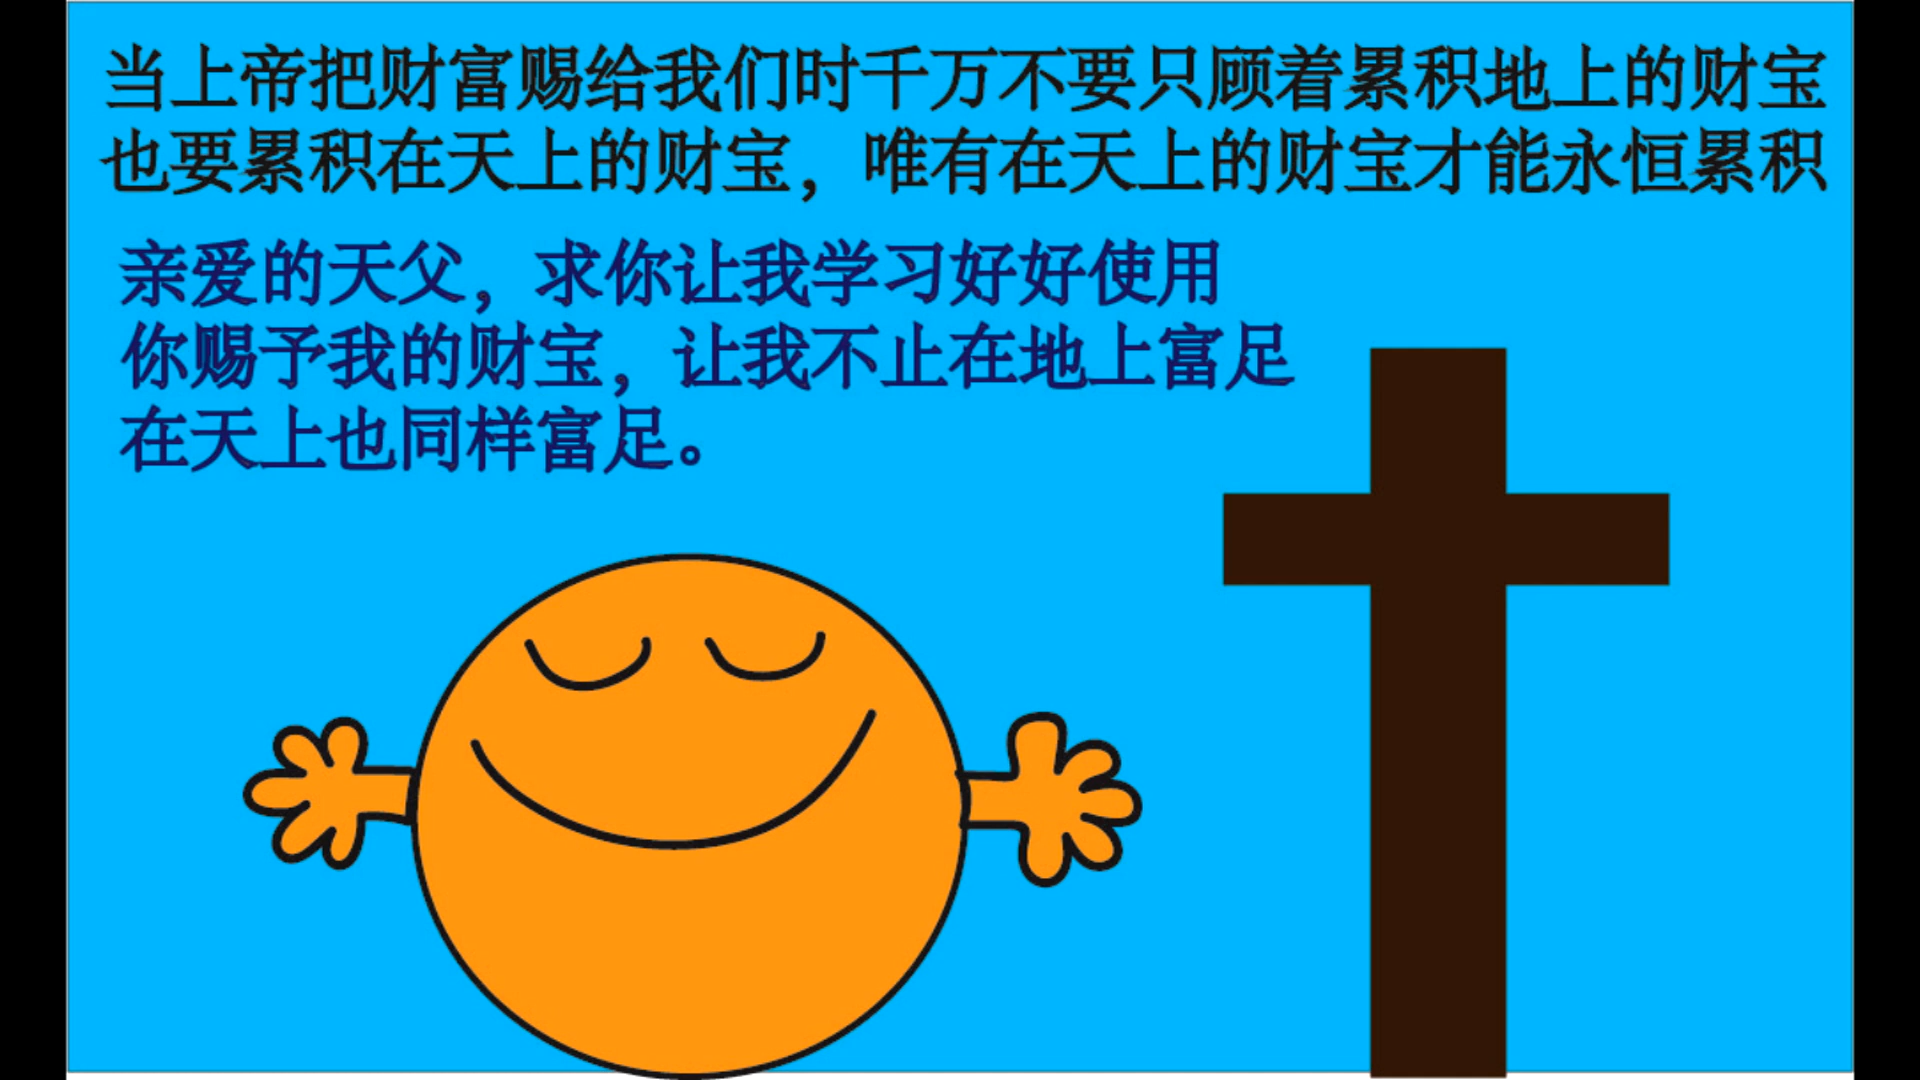 当上帝把财富赐给我们时千万不要只顾着累积地上的财宝
也要累积在天上的财宝，唯有在天上的财宝才能永恒累积
亲爱的天父，求你让我学习好好使用
你赐予我的财宝，让我不止在地上富足
在天上也同样富足。